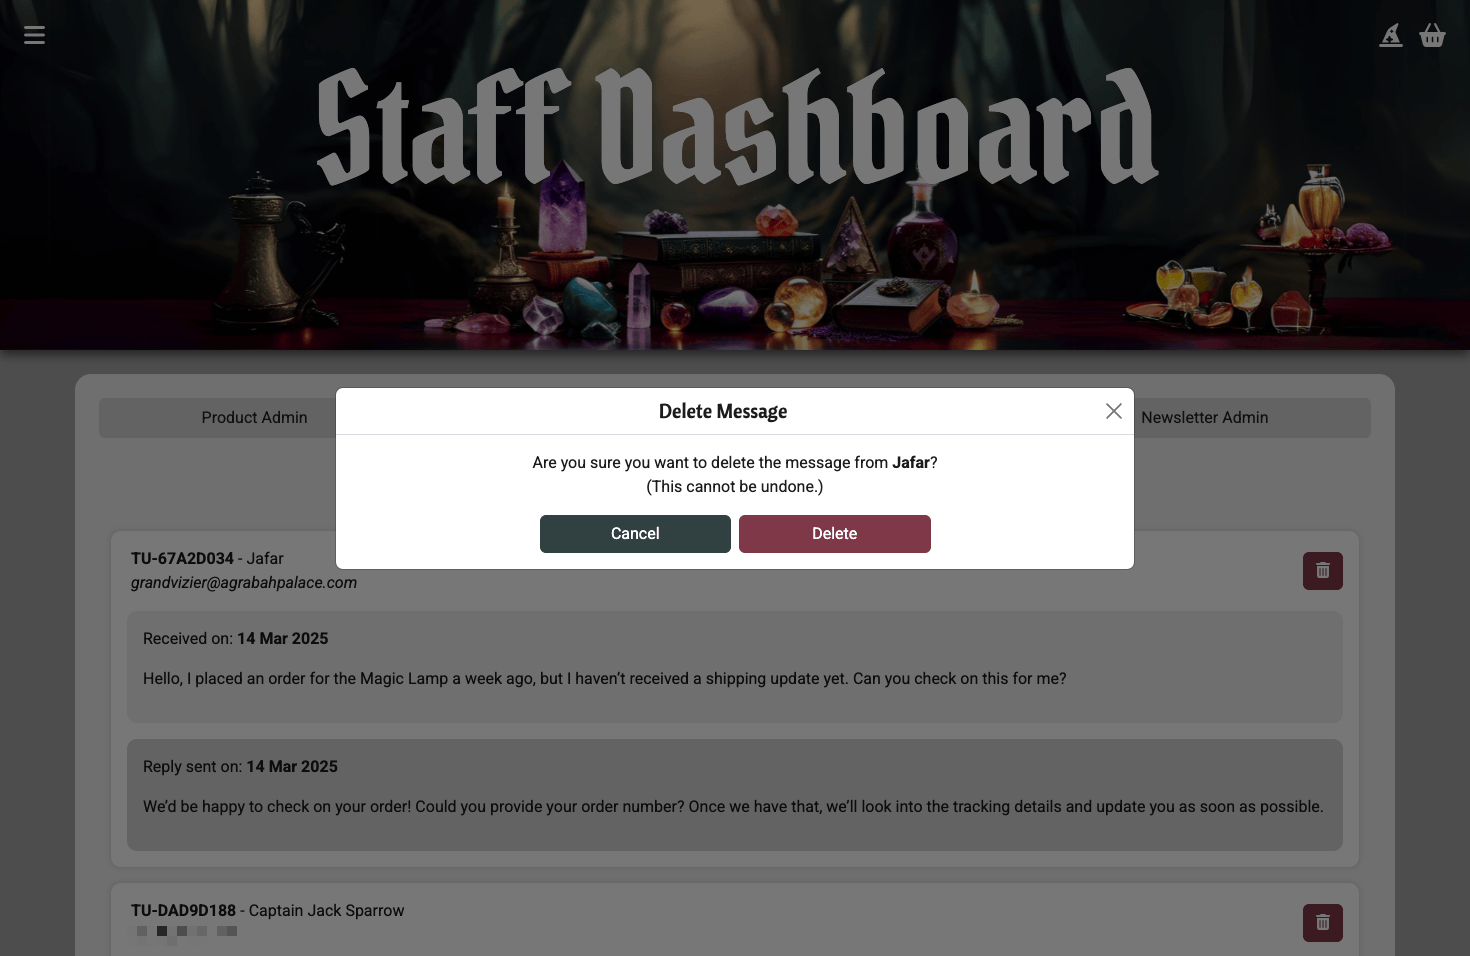 Staff Dashboard
Product Admin
Newsletter Admin
Delete Message
Are you sure you want to delete the message from Jafar?
(This cannot be undone.)
Cancel
Delete
TU-67A2D034 - Jafar
grandvizier@agrabahpalace.com
Received on: 14 Mar 2025
Hello, I placed an order for the Magic Lamp a week ago, but I haven’t received a shipping update yet. Can you check on this for me?
Reply sent on: 14 Mar 2025
We’d be happy to check on your order! Could you provide your order number? Once we have that, we’ll look into the tracking details and update you as soon as possible.
TU-DAD9D188 - Captain Jack Sparrow